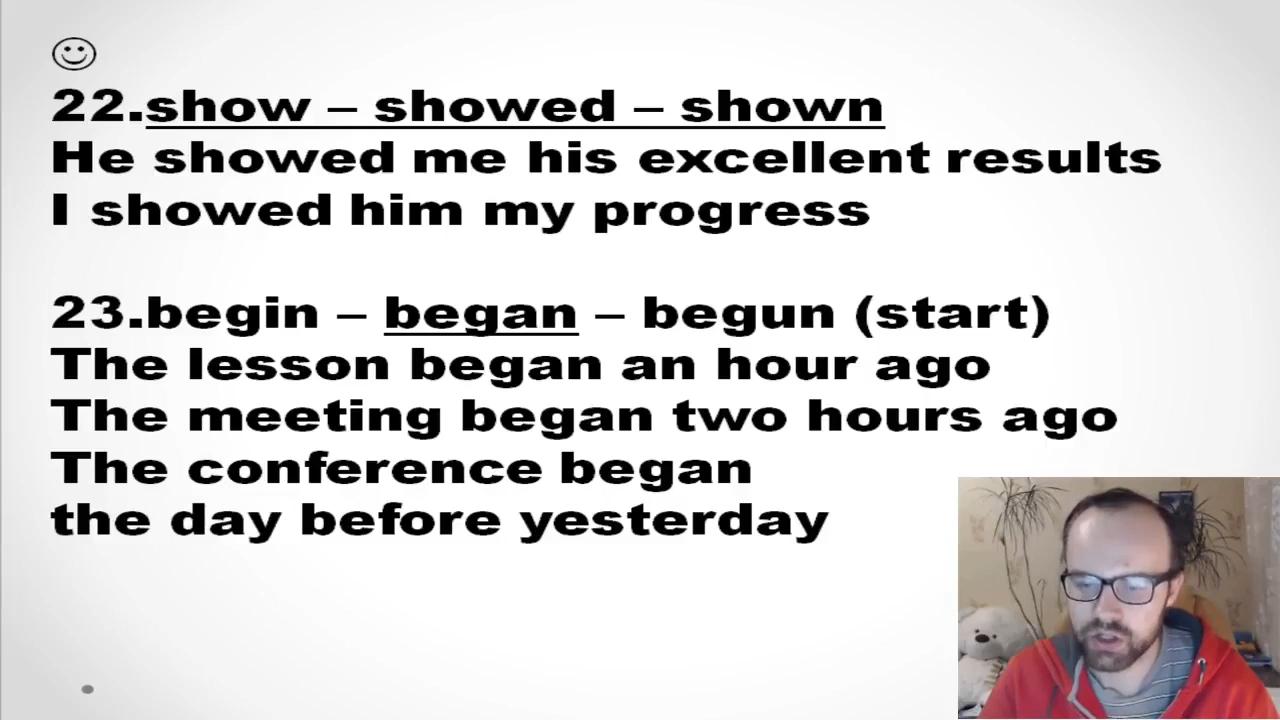 22.show – showed – shown
He showed me his excellent results
I showed him my progress
23.begin – began – begun (start)
The lesson began an hour ago
The meeting began two hours ago
The conference began
the day before yesterday